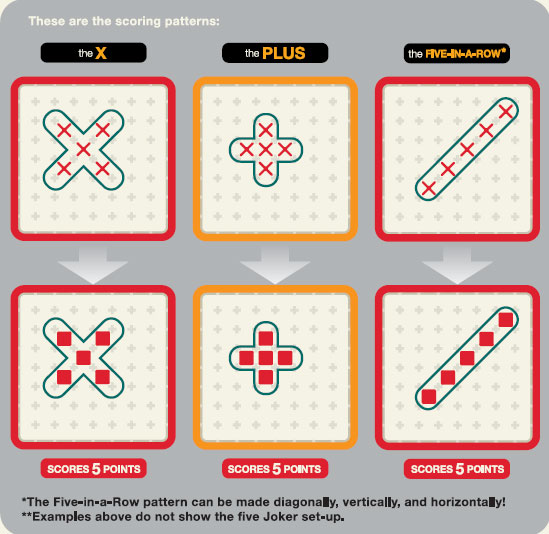 These are the scoring patterns:
the X
the PLUS
the FIVE-IN-A-ROW*
SCORES 5 POINTS
SCORES 5 POINTS
SCORES 5 POINTS
*The Five-in-a-Row pattern can be made diagonally, vertically, and horizontally!
**Examples above do not show the five Joker set-up.